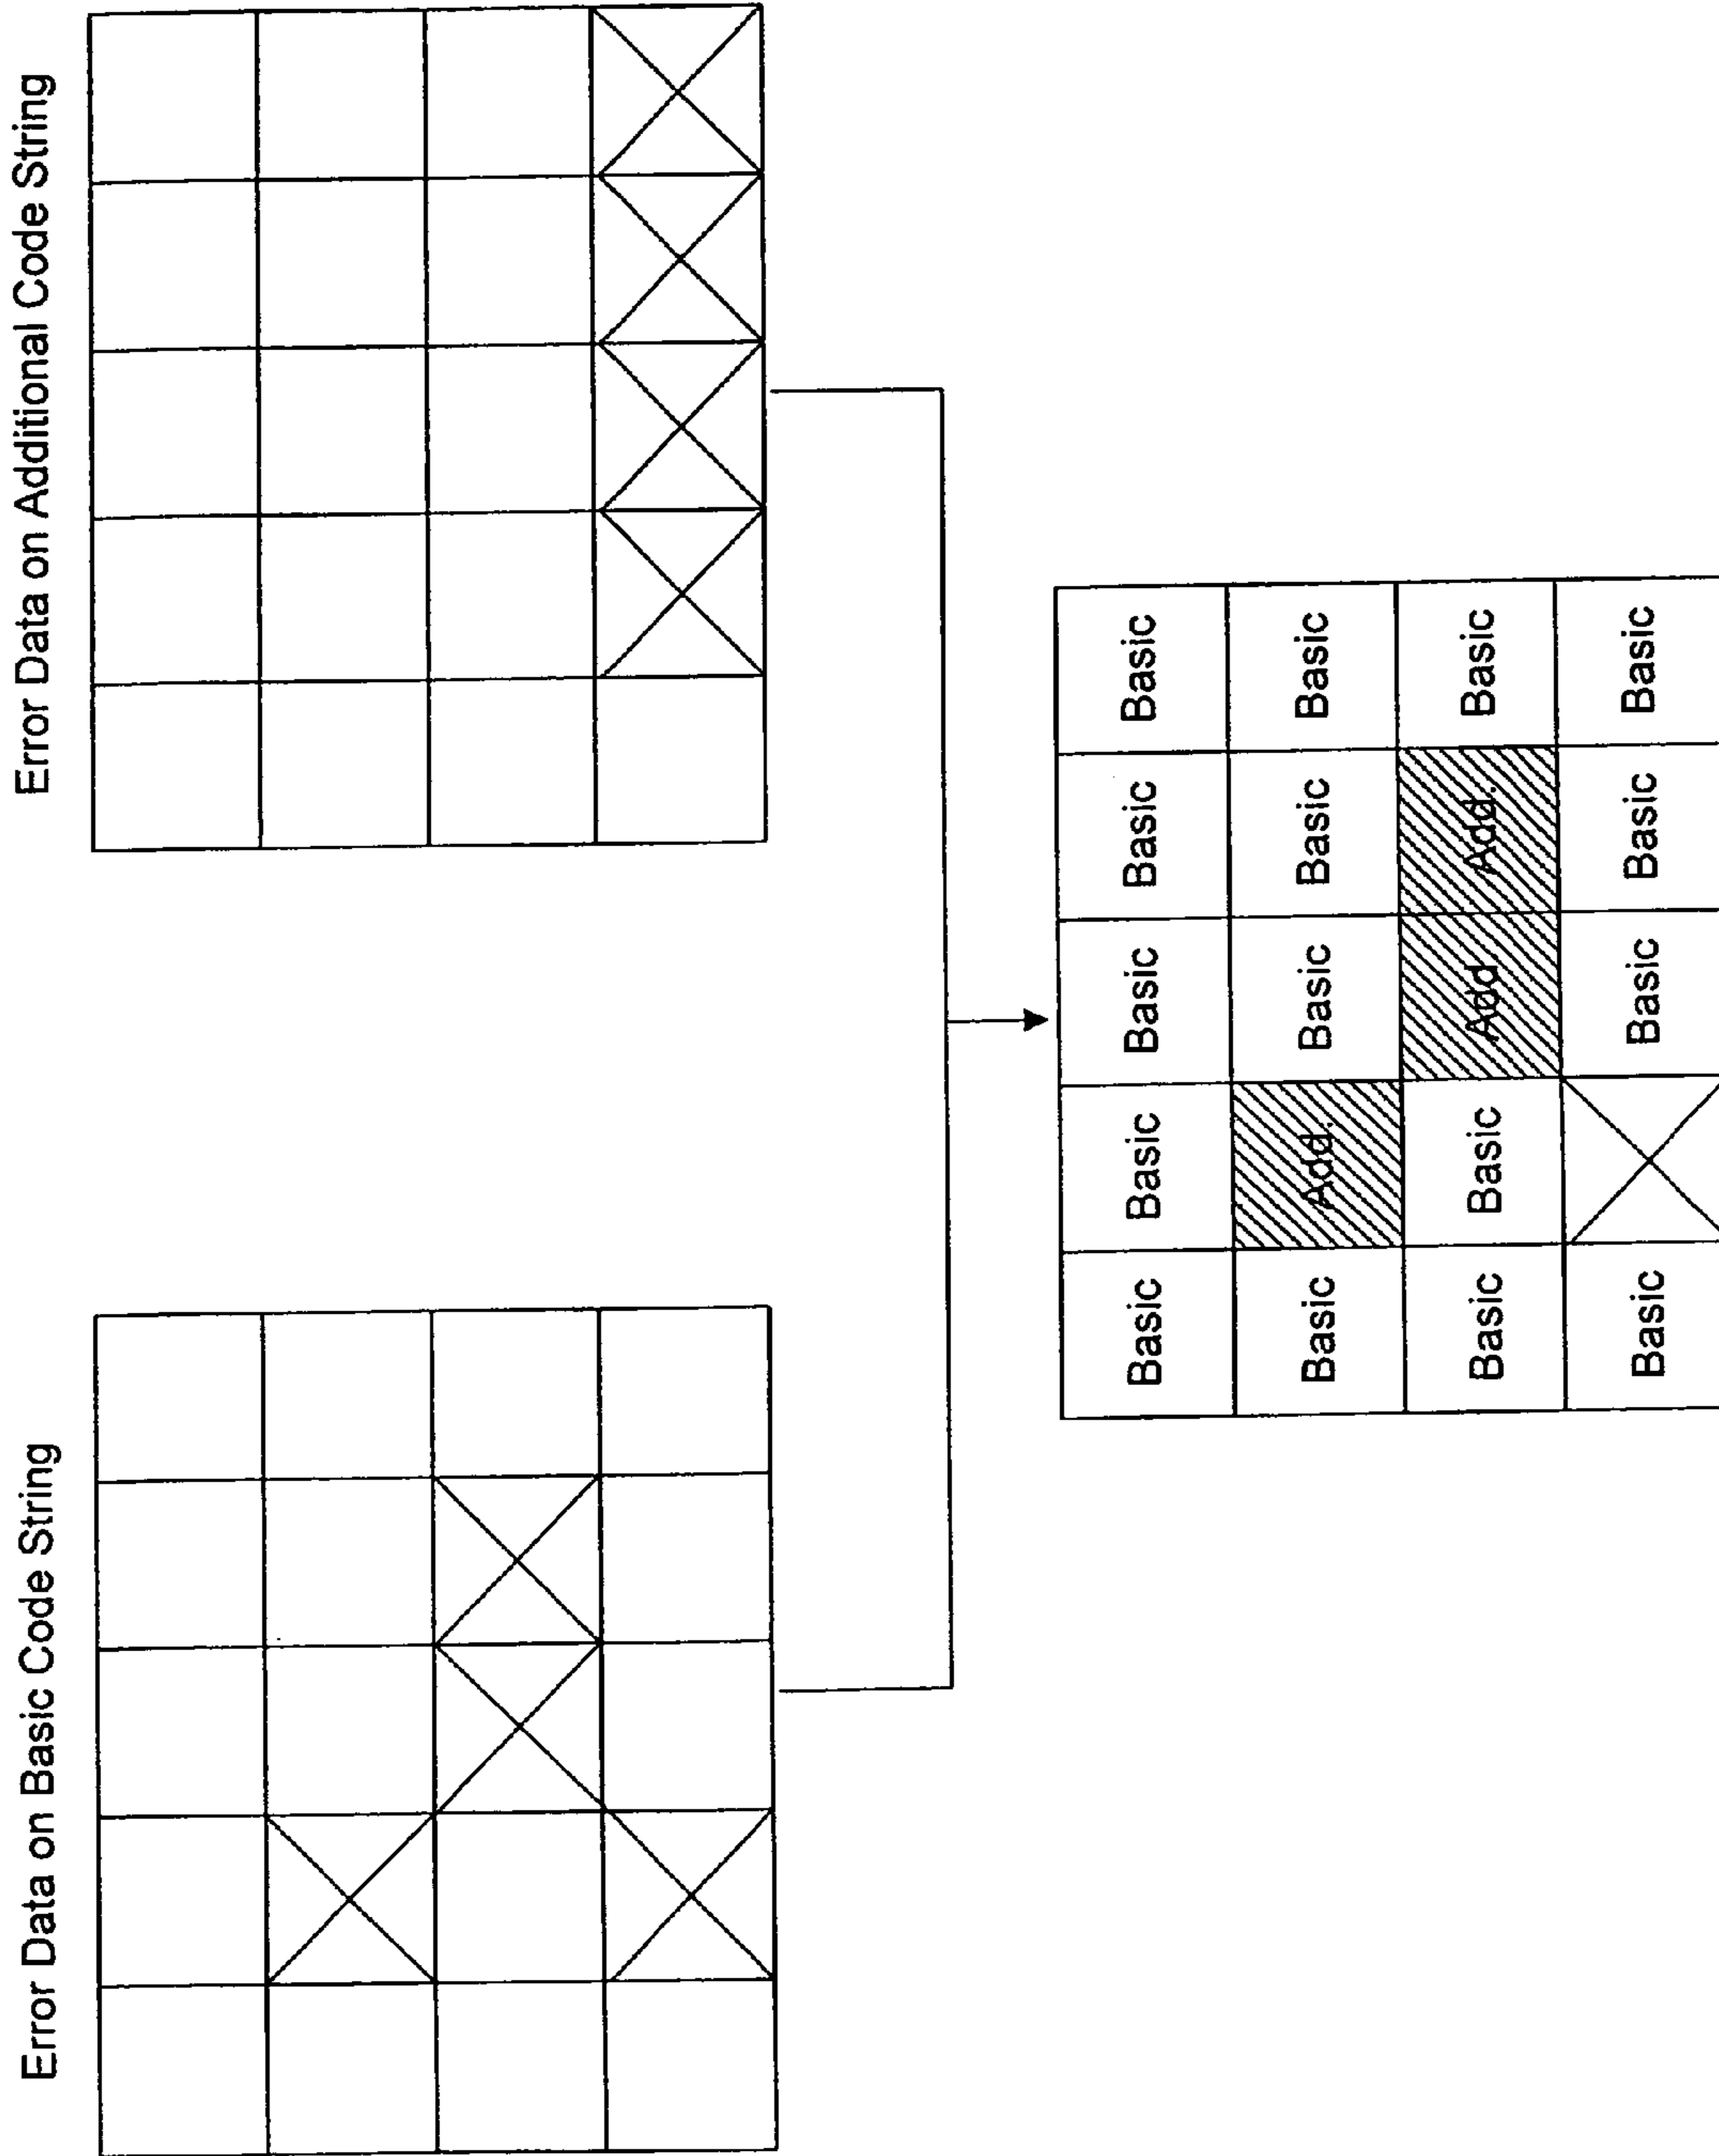 Error Data on Basic Code String
Error Data on Additional Code String
Basic Basic Basic Basic Basic
Basic Add. Basic Basic Basic
Basic Basic Add Add. Basic
Basic Basic Basic Basic